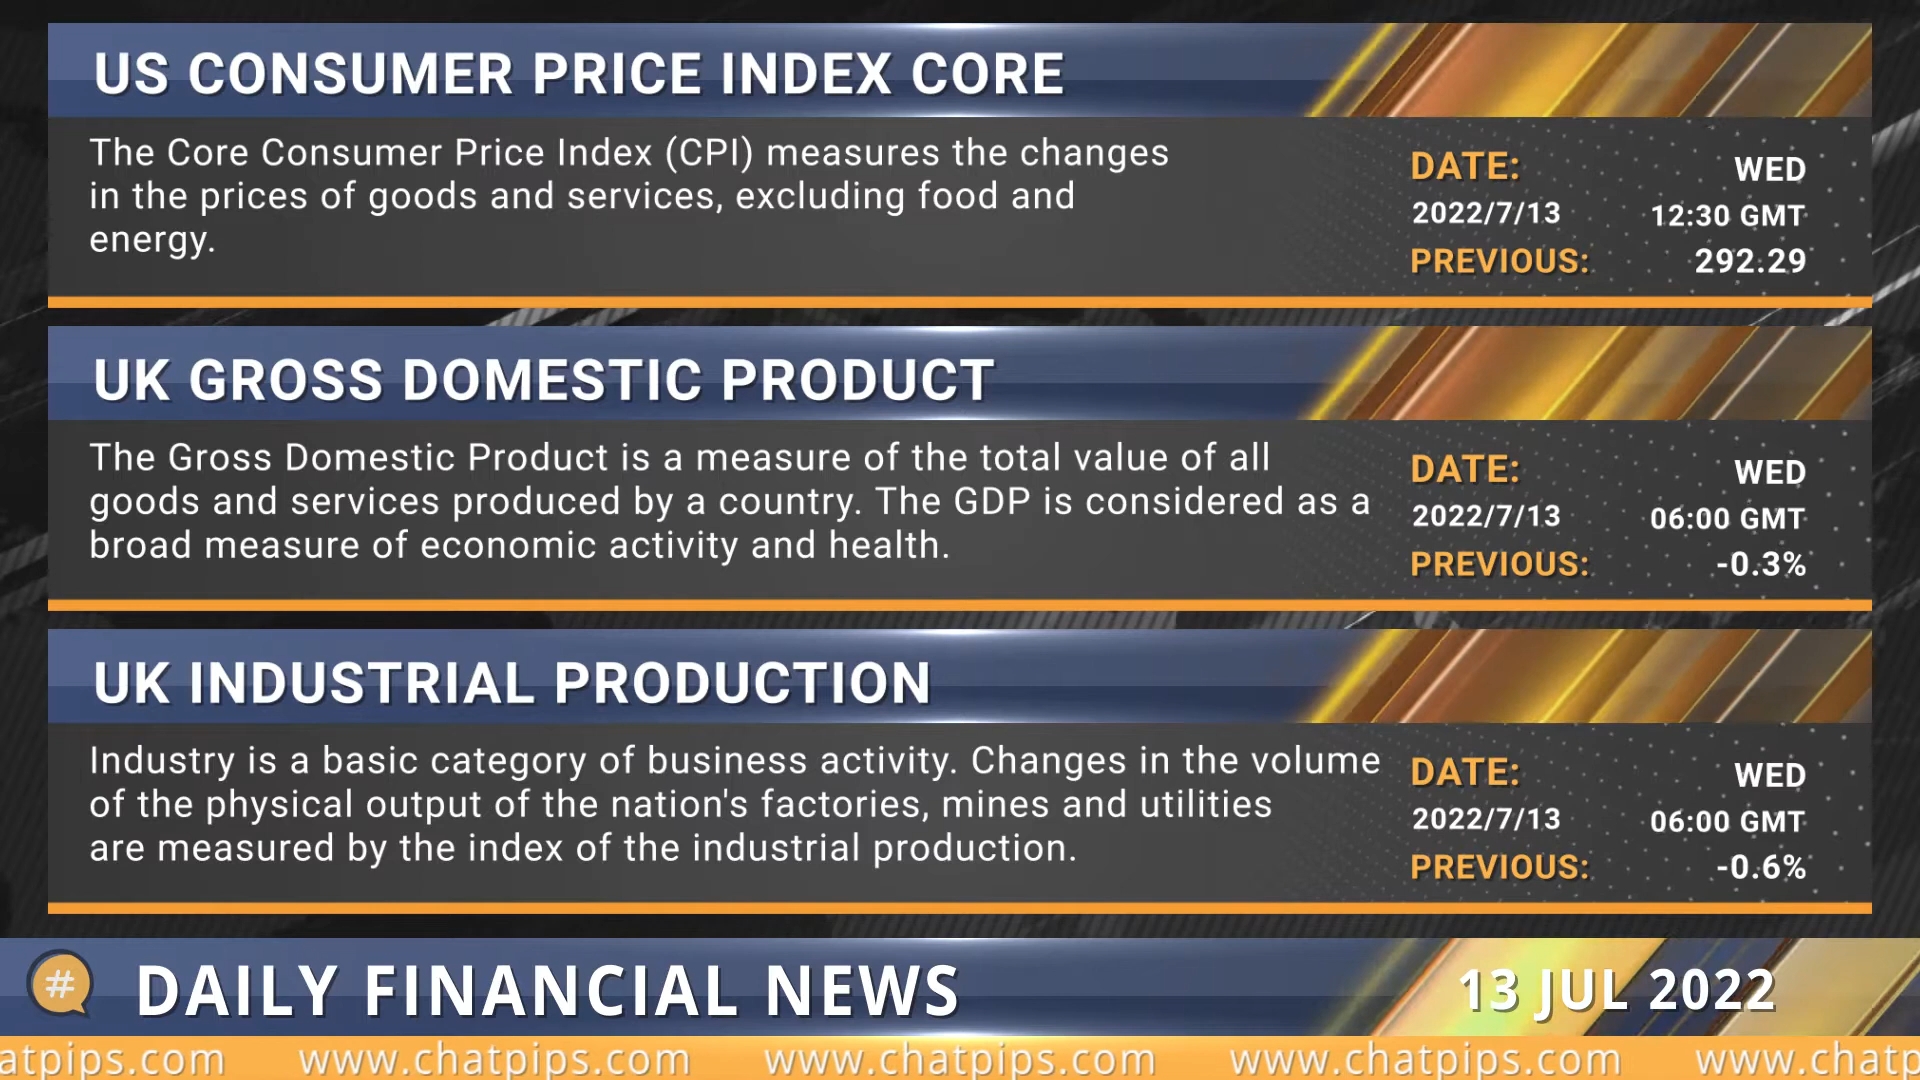 US CONSUMER PRICE INDEX CORE
The Core Consumer Price Index (CPI) measures the changes
in the prices of goods and services, excluding food and
energy.
DATE: WED
2022/7/13 12:30 GMT
PREVIOUS: 292.29
UK GROSS DOMESTIC PRODUCT
The Gross Domestic Product is a measure of the total value of all
goods and services produced by a country. The GDP is considered as a
broad measure of economic activity and health.
DATE: WED
2022/7/13 06:00 GMT
PREVIOUS: -0.3%
UK INDUSTRIAL PRODUCTION
Industry is a basic category of business activity. Changes in the volume
of the physical output of the nation's factories, mines and utilities
are measured by the index of the industrial production.
DATE: WED
2022/7/13 06:00 GMT
PREVIOUS: -0.6%
# DAILY FINANCIAL NEWS 13 JUL 2022
atpips.com www.chatpips.com www.chatpips.com www.chatpips.com www.chatp